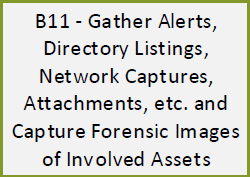 B11 - Gather Alerts,
Directory Listings,
Network Captures,
Attachments, etc. and
Capture Forensic Images
of Involved Assets